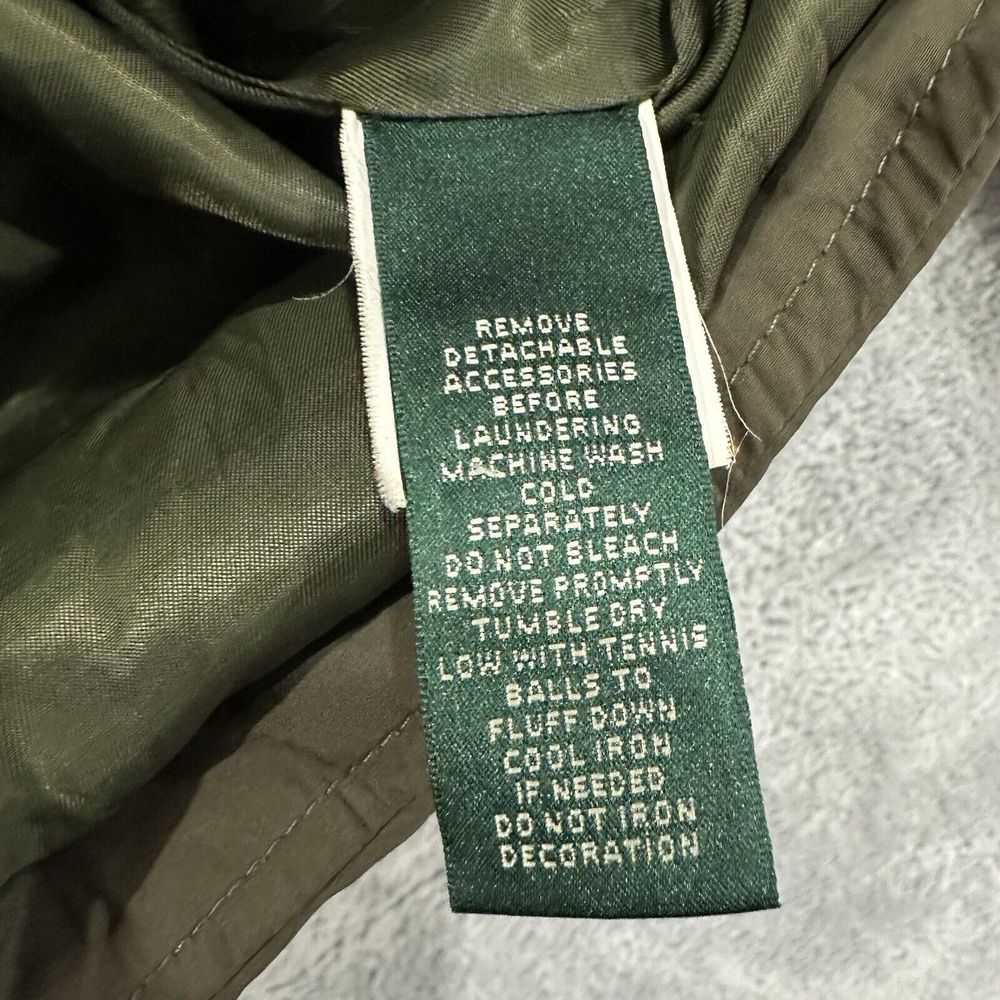 REMOVE
DETACHABLE
ACCESSORIES
BEFORE
LAUNDERING
MACHINE WASH
COLD
SEPARATELY
DO NOT BLEACH
REMOVE PROMPTLY
TUMBLE DRY
LOW WITH TENNIS
BALLS TO
FLUFF DOWN
COOL IRON
IF NEEDED
DO NOT IRON
DECORATION